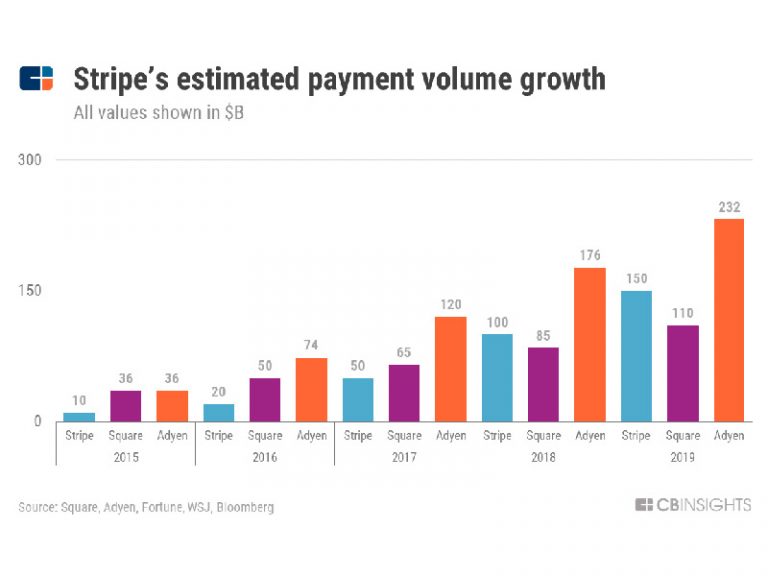 Stripe’s estimated payment volume growth
All values shown in $B
300
150
0
10 36 36 20 50 74 50 65 120 100 85 176 150 110 232
Stripe Square Adyen Stripe Square Adyen Stripe Square Adyen Stripe Square Adyen Stripe Square Adyen
2015 2016 2017 2018 2019
Source: Square, Adyen, Fortune, WSJ, Bloomberg
CBINSIGHTS